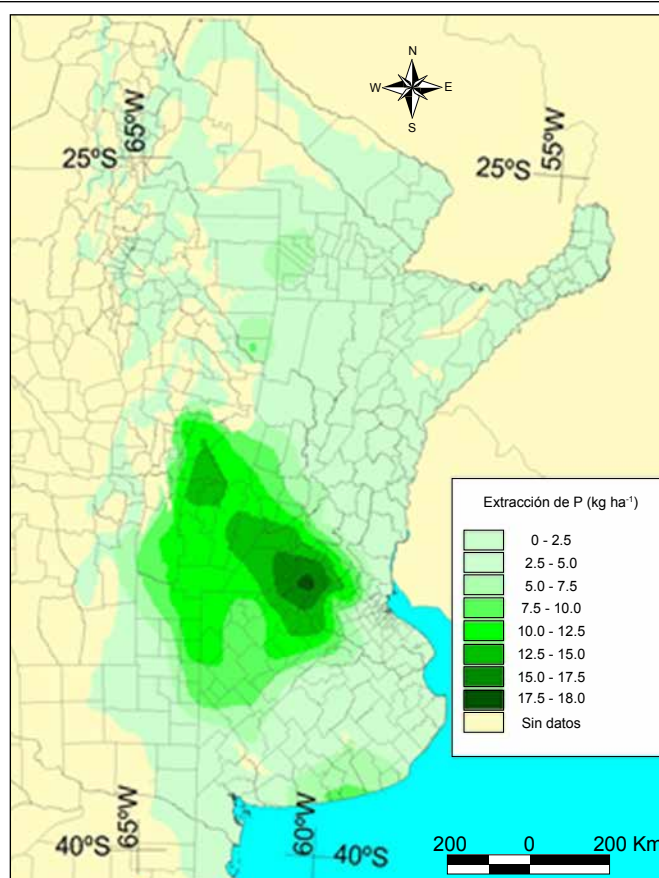 N
W E
S
65ºW
25ºS
55ºW
25ºS
Extracción de P (kg ha⁻¹)
0 - 2.5
2.5 - 5.0
5.0 - 7.5
7.5 - 10.0
10.0 - 12.5
12.5 - 15.0
15.0 - 17.5
17.5 - 18.0
Sin datos
65ºW
40ºS
60ºW
40ºS
200 0 200 Km